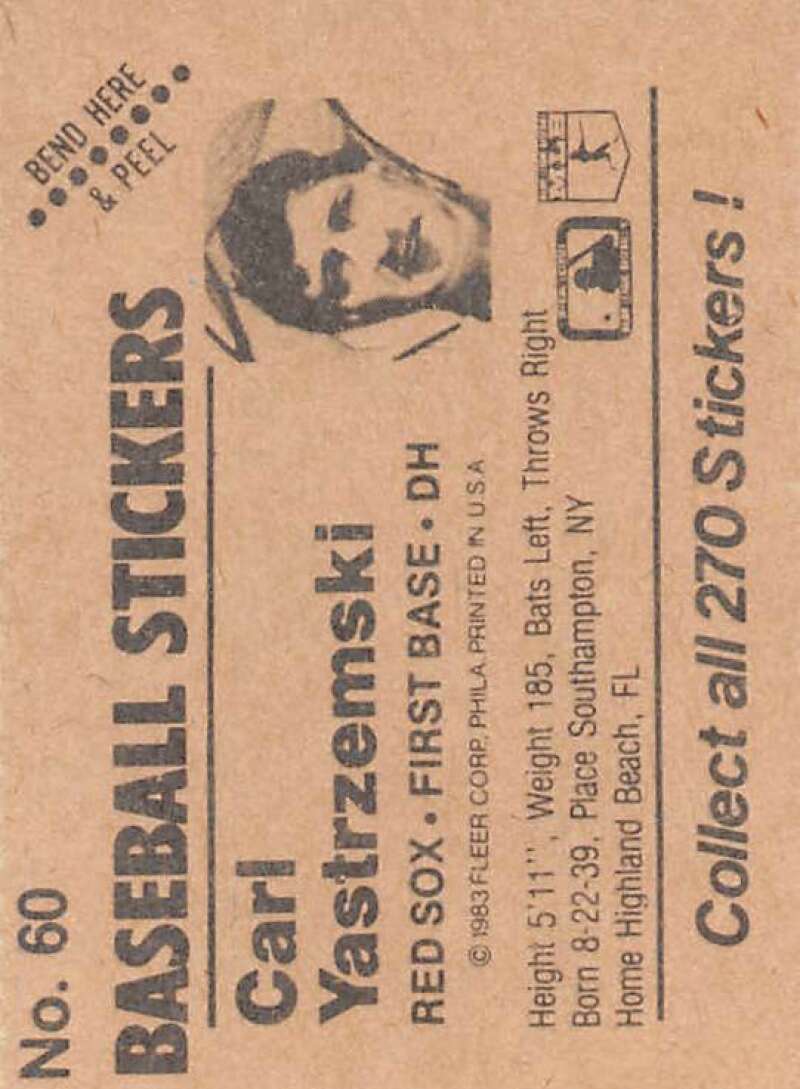 No. 60
BEND HERE
& PEEL
BASEBALL STICKERS
Carl
Yastrzemski
RED SOX • FIRST BASE • DH
© 1983 FLEER CORP, PHILA. PRINTED IN U.S.A
Height 5'11'', Weight 185, Bats Left, Throws Right
Born 8-22-39, Place Southampton, NY
Home Highland Beach, FL
Collect all 270 Stickers!